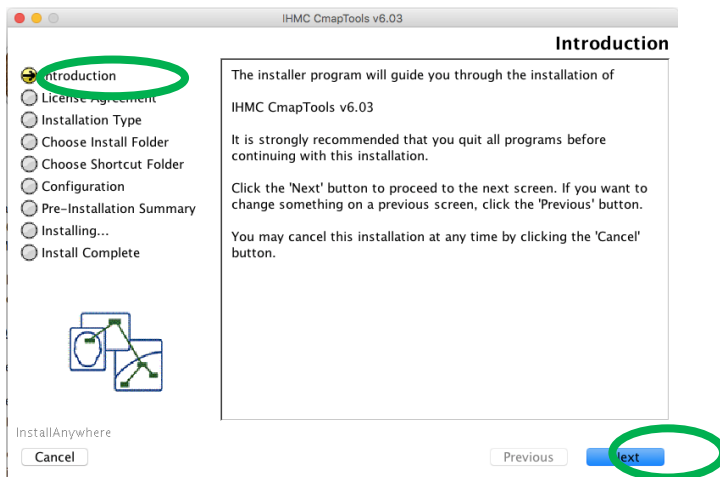 IHMC CmapTools v6.03
Introduction
Introduction
License Agreement
Installation Type
Choose Install Folder
Choose Shortcut Folder
Configuration
Pre-Installation Summary
Installing...
Install Complete
The installer program will guide you through the installation of
IHMC CmapTools v6.03
It is strongly recommended that you quit all programs before
continuing with this installation.
Click the 'Next' button to proceed to the next screen. If you want to
change something on a previous screen, click the 'Previous' button.
You may cancel this installation at any time by clicking the 'Cancel'
button.
InstallAnywhere
Cancel
Previous
Next